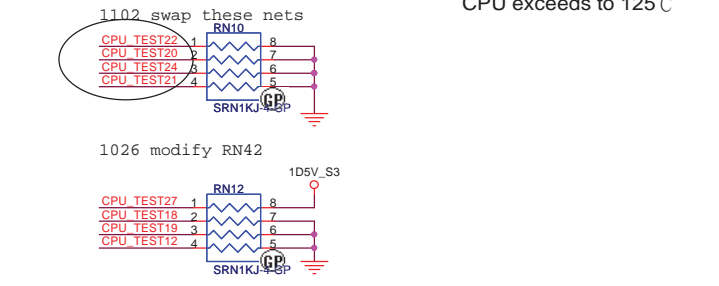 CPU exceeds to 125℃
1102 swap these nets
RN10
CPU_TEST22 1 8
CPU_TEST20 2 7
CPU_TEST24 3 6
CPU_TEST21 4 5
GP
SRN1KJ-4-GP
1026 modify RN42
1D5V_S3
RN12
CPU_TEST27 1 8
CPU_TEST18 2 7
CPU_TEST19 3 6
CPU_TEST12 4 5
GP
SRN1KJ-4-GP